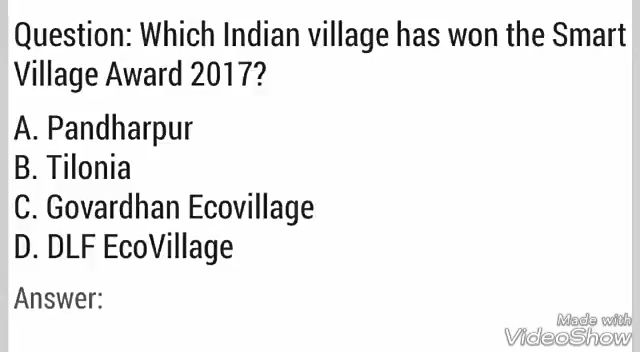 Question: Which Indian village has won the Smart
Village Award 2017?
A. Pandharpur
B. Tilonia
C. Govardhan Ecovillage
D. DLF EcoVillage
Answer:
Made with
VideoShow